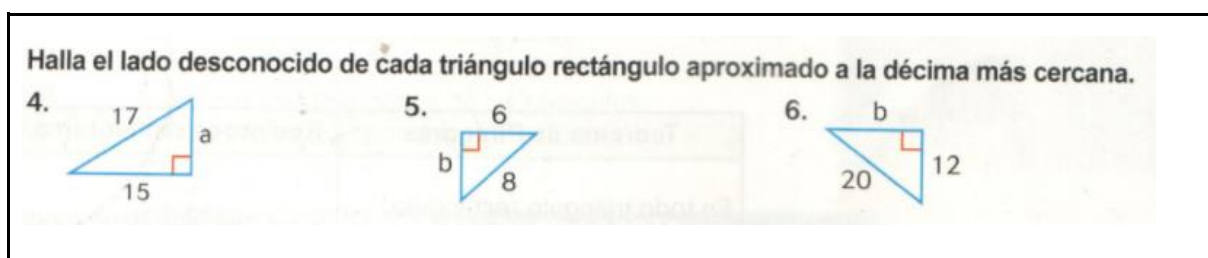 Halla el lado desconocido de cada triángulo rectángulo aproximado a la décima más cercana.
4. 17 a 15
5. 6 b 8
6. b 12 20